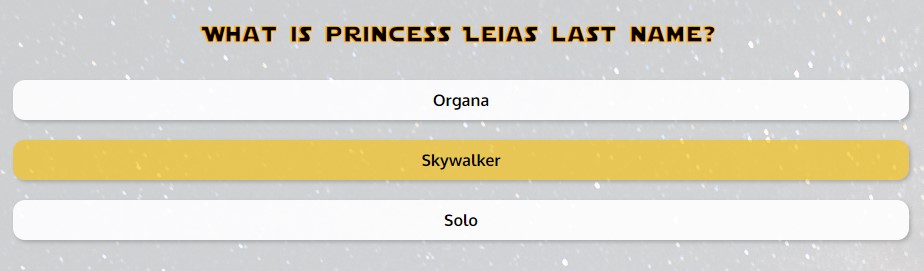 WHAT IS PRINCESS LEIAS LAST NAME?
Organa
Skywalker
Solo